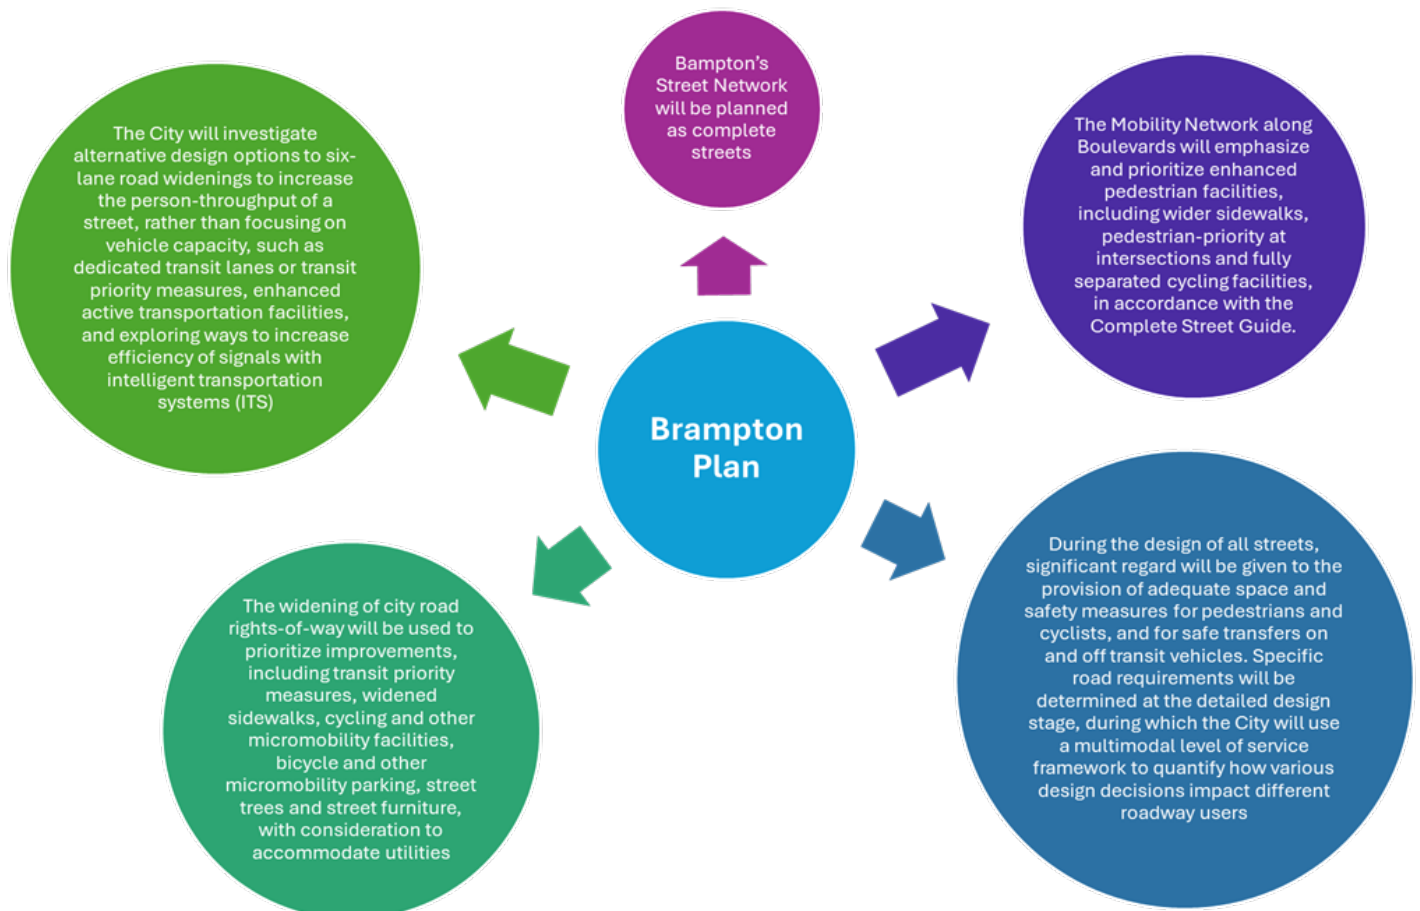 Bampton's
Street Network
will be planned
as complete
streets
The City will investigate
alternative design options to six-
lane road widenings to increase
the person-throughput of a
street, rather than focusing on
vehicle capacity, such as
dedicated transit lanes or transit
priority measures, enhanced
active transportation facilities,
and exploring ways to increase
efficiency of signals with
intelligent transportation
systems (ITS)
The Mobility Network along
Boulevards will emphasize
and prioritize enhanced
pedestrian facilities,
including wider sidewalks,
pedestrian-priority at
intersections and fully
separated cycling facilities,
in accordance with the
Complete Street Guide.
Brampton
Plan
The widening of city road
rights-of-way will be used to
prioritize improvements,
including transit priority
measures, widened
sidewalks, cycling and other
micromobility facilities,
bicycle and other
micromobility parking, street
trees and street furniture,
with consideration to
accommodate utilities
During the design of all streets,
significant regard will be given to the
provision of adequate space and
safety measures for pedestrians and
cyclists, and for safe transfers on
and off transit vehicles. Specific
road requirements will be
determined at the detailed design
stage, during which the City will use
a multimodal level of service
framework to quantify how various
design decisions impact different
roadway users